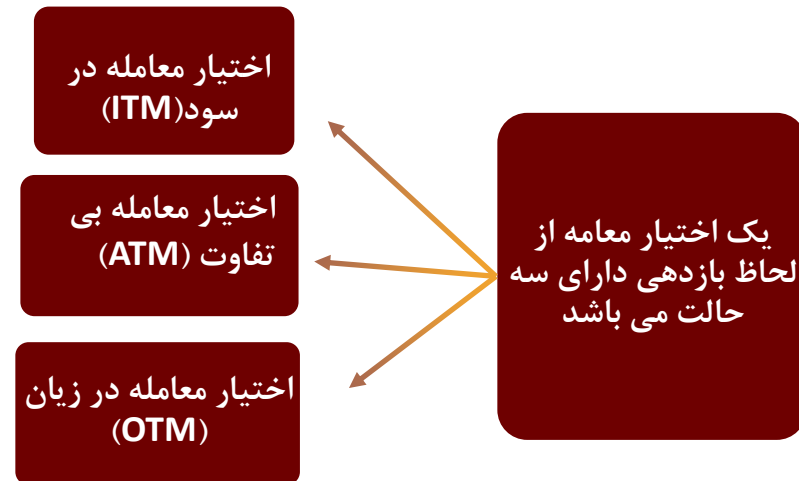 یک اختیار معامه از
لحاظ بازدهی دارای سه
حالت می باشد
اختیار معامله در
سود(ITM)
اختیار معامله بی
تفاوت (ATM)
اختیار معامله در زیان
(OTM)